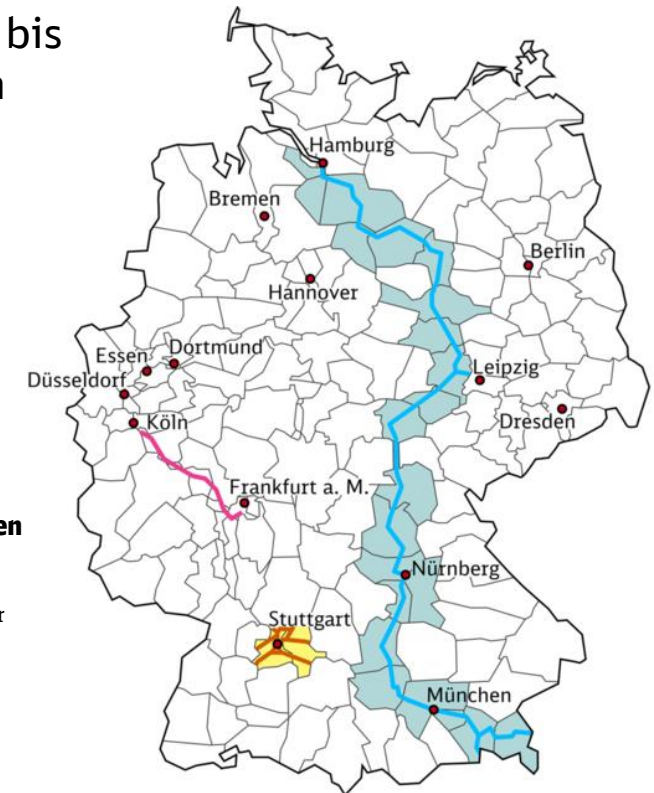 bis
n
Hamburg
Bremen
Berlin
Hannover
Essen
Dortmund
Düsseldorf
Leipzig
Köln
Dresden
Frankfurt a. M.
en
Nürnberg
r
Stuttgart
München